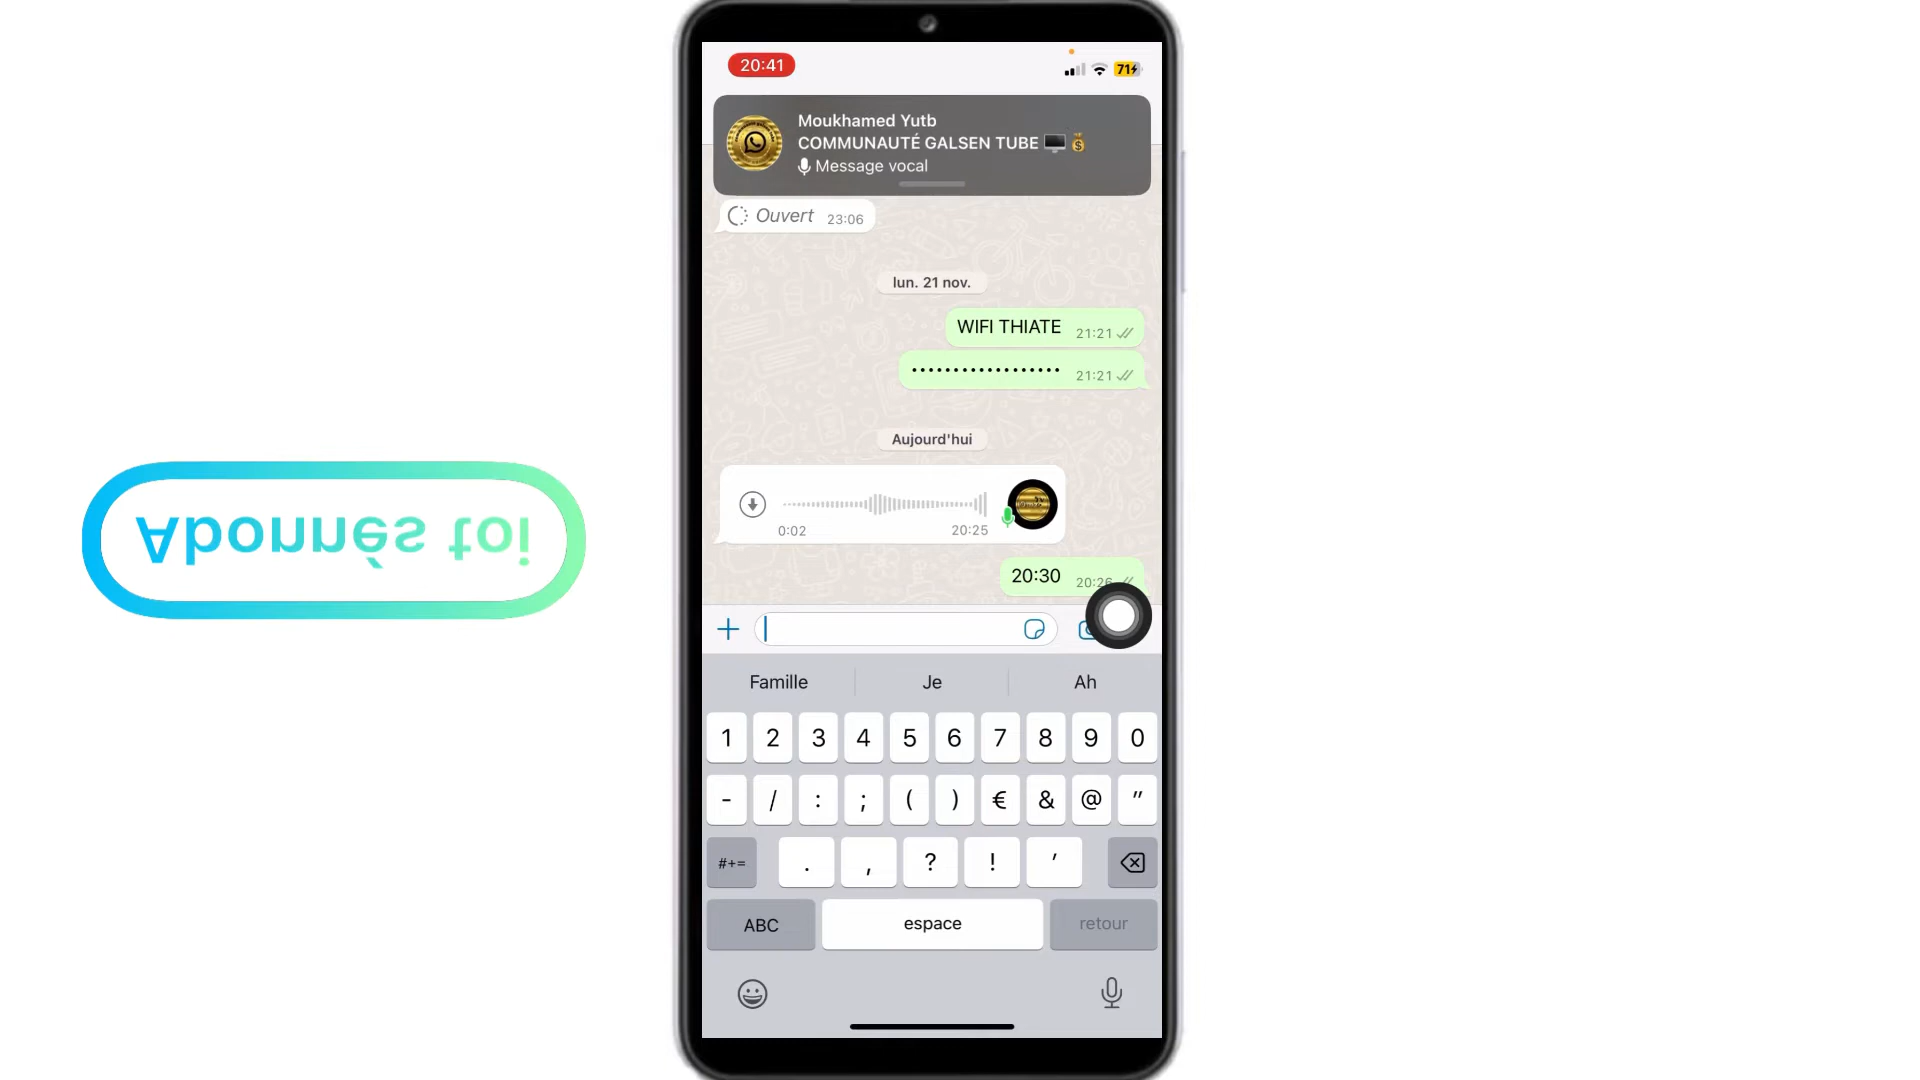 20:41
71
Moukhamed Yutb
COMMUNAUTÉ GALSEN TUBE 🖥️💰
Message vocal
Ouvert 23:06
lun. 21 nov.
WIFI THIATE 21:21
•••••••••••••••••• 21:21
Aujourd'hui
0:02 20:25
20:30 20:26
Abonnés toi
Famille Je Ah
1 2 3 4 5 6 7 8 9 0
- / : ; ( ) € & @ "
#+= . , ? ! '
ABC espace retour